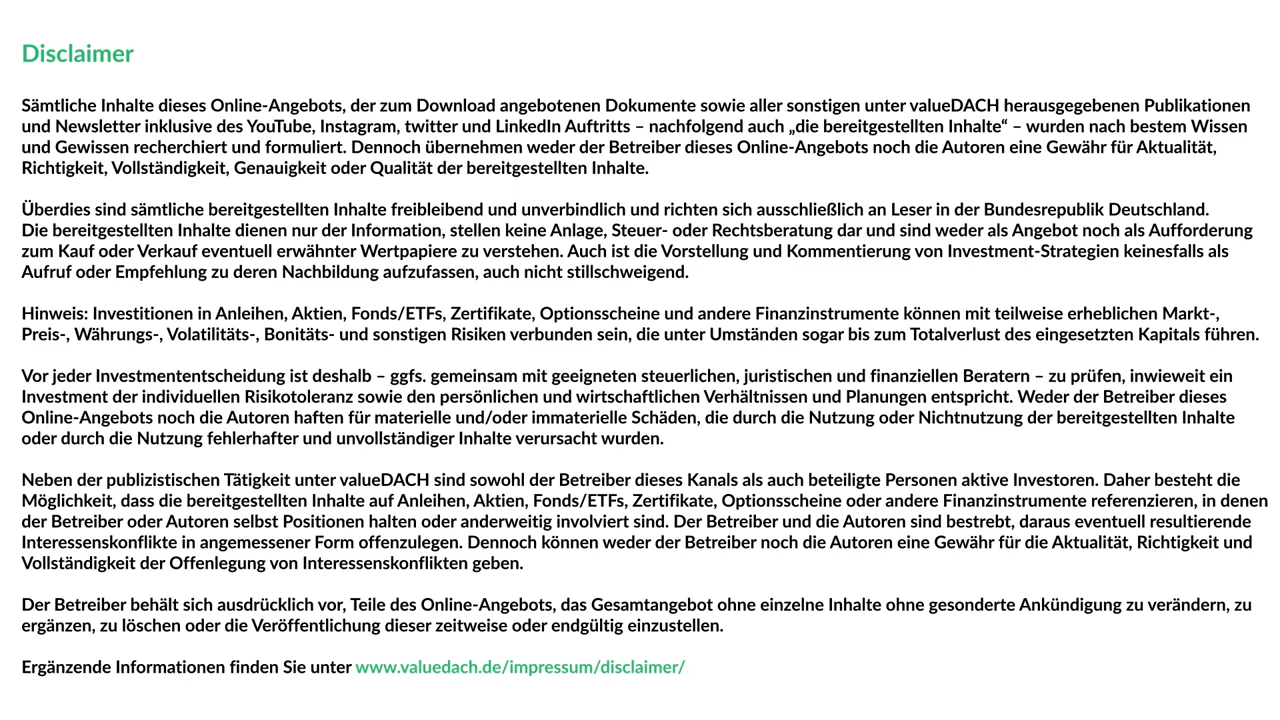 Disclaimer
Sämtliche Inhalte dieses Online-Angebots, der zum Download angebotenen Dokumente sowie aller sonstigen unter valueDACH herausgegebenen Publikationen
und Newsletter inklusive des YouTube, Instagram, twitter und LinkedIn Auftritts – nachfolgend auch „die bereitgestellten Inhalte“ – wurden nach bestem Wissen
und Gewissen recherchiert und formuliert. Dennoch übernehmen weder der Betreiber dieses Online-Angebots noch die Autoren eine Gewähr für Aktualität,
Richtigkeit, Vollständigkeit, Genauigkeit oder Qualität der bereitgestellten Inhalte.
Überdies sind sämtliche bereitgestellten Inhalte freibleibend und unverbindlich und richten sich ausschließlich an Leser in der Bundesrepublik Deutschland.
Die bereitgestellten Inhalte dienen nur der Information, stellen keine Anlage, Steuer- oder Rechtsberatung dar und sind weder als Angebot noch als Aufforderung
zum Kauf oder Verkauf eventuell erwähnter Wertpapiere zu verstehen. Auch ist die Vorstellung und Kommentierung von Investment-Strategien keinesfalls als
Aufruf oder Empfehlung zu deren Nachbildung aufzufassen, auch nicht stillschweigend.
Hinweis: Investitionen in Anleihen, Aktien, Fonds/ETFs, Zertifikate, Optionsscheine und andere Finanzinstrumente können mit teilweise erheblichen Markt-,
Preis-, Währungs-, Volatilitäts-, Bonitäts- und sonstigen Risiken verbunden sein, die unter Umständen sogar bis zum Totalverlust des eingesetzten Kapitals führen.
Vor jeder Investmententscheidung ist deshalb – ggfs. gemeinsam mit geeigneten steuerlichen, juristischen und finanziellen Beratern – zu prüfen, inwieweit ein
Investment der individuellen Risikotoleranz sowie den persönlichen und wirtschaftlichen Verhältnissen und Planungen entspricht. Weder der Betreiber dieses
Online-Angebots noch die Autoren haften für materielle und/oder immaterielle Schäden, die durch die Nutzung oder Nichtnutzung der bereitgestellten Inhalte
oder durch die Nutzung fehlerhafter und unvollständiger Inhalte verursacht wurden.
Neben der publizistischen Tätigkeit unter valueDACH sind sowohl der Betreiber dieses Kanals als auch beteiligte Personen aktive Investoren. Daher besteht die
Möglichkeit, dass die bereitgestellten Inhalte auf Anleihen, Aktien, Fonds/ETFs, Zertifikate, Optionsscheine oder andere Finanzinstrumente referenzieren, in denen
der Betreiber oder Autoren selbst Positionen halten oder anderweitig involviert sind. Der Betreiber und die Autoren sind bestrebt, daraus eventuell resultierende
Interessenskonflikte in angemessener Form offenzulegen. Dennoch können weder der Betreiber noch die Autoren eine Gewähr für die Aktualität, Richtigkeit und
Vollständigkeit der Offenlegung von Interessenskonflikten geben.
Der Betreiber behält sich ausdrücklich vor, Teile des Online-Angebots, das Gesamtangebot ohne einzelne Inhalte ohne gesonderte Ankündigung zu verändern, zu
ergänzen, zu löschen oder die Veröffentlichung dieser zeitweise oder endgültig einzustellen.
Ergänzende Informationen finden Sie unter www.valuedach.de/impressum/disclaimer/